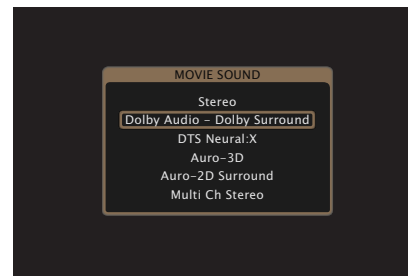 MOVIE SOUND
Stereo
Dolby Audio – Dolby Surround
DTS Neural:X
Auro-3D
Auro-2D Surround
Multi Ch Stereo